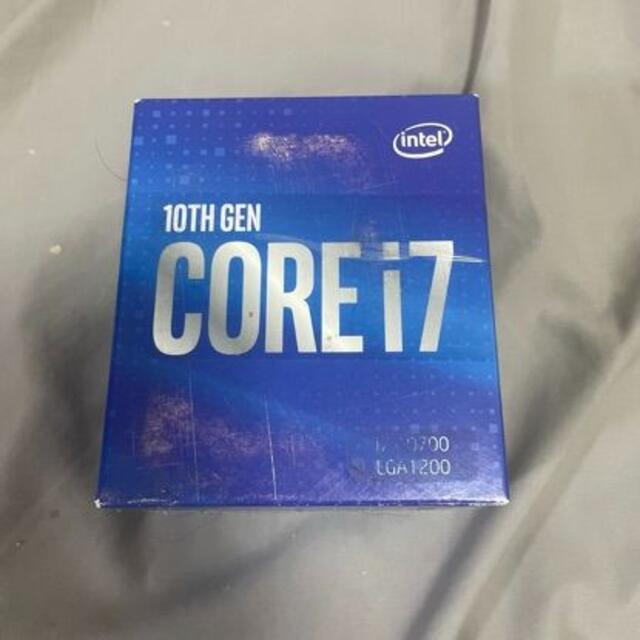 intel
10TH GEN
CORE i7
LGA1200